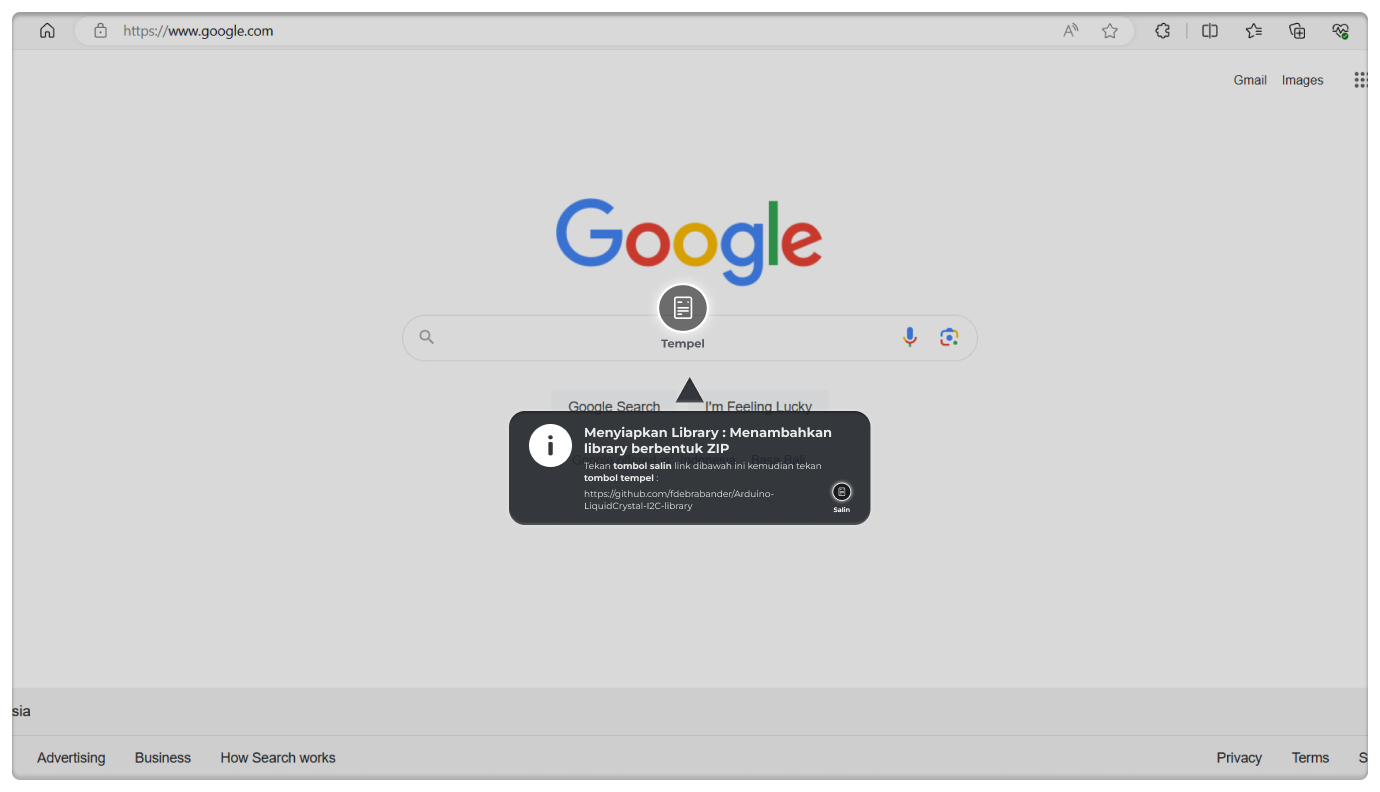 https://www.google.com
Gmail Images
Google
Tempel
Google Search I'm Feeling Lucky
Menyiapkan Library : Menambahkan
library berbentuk ZIP
Tekan tombol salin link dibawah ini kemudian tekan
tombol tempel :
https://github.com/fdebrabander/Arduino-
LiquidCrystal-I2C-library
Salin
sia
Advertising Business How Search works Privacy Terms S